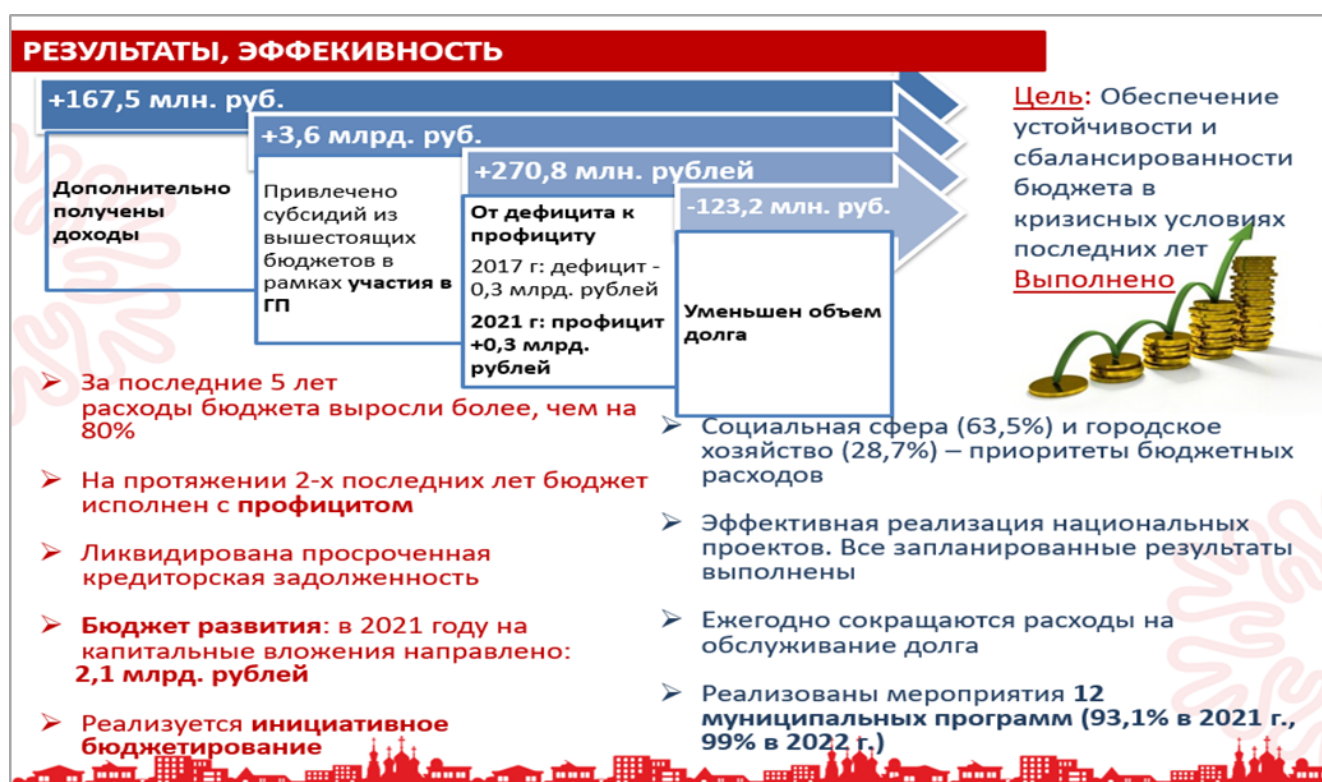 РЕЗУЛЬТАТЫ, ЭФФЕКИВНОСТЬ
+167,5 млн. руб.
Дополнительно
получены
доходы
+3,6 млрд. руб.
Привлечено
субсидий из
вышестоящих
бюджетов в
рамках участия в
ГП
+270,8 млн. рублей
От дефицита к
профициту
2017 г: дефицит -
0,3 млрд. рублей
2021 г: профицит
+0,3 млрд.
рублей
-123,2 млн. руб.
Уменьшен объем
долга
Цель: Обеспечение
устойчивости и
сбалансированности
бюджета в
кризисных условиях
последних лет
Выполнено
➢ За последние 5 лет
расходы бюджета выросли более, чем на
80%
➢ На протяжении 2-х последних лет бюджет
исполнен с профицитом
➢ Ликвидирована просроченная
кредиторская задолженность
➢ Бюджет развития: в 2021 году на
капитальные вложения направлено:
2,1 млрд. рублей
➢ Реализуется инициативное
бюджетирование
➢ Социальная сфера (63,5%) и городское
хозяйство (28,7%) – приоритеты бюджетных
расходов
➢ Эффективная реализация национальных
проектов. Все запланированные результаты
выполнены
➢ Ежегодно сокращаются расходы на
обслуживание долга
➢ Реализованы мероприятия 12
муниципальных программ (93,1% в 2021 г.,
99% в 2022 г.)